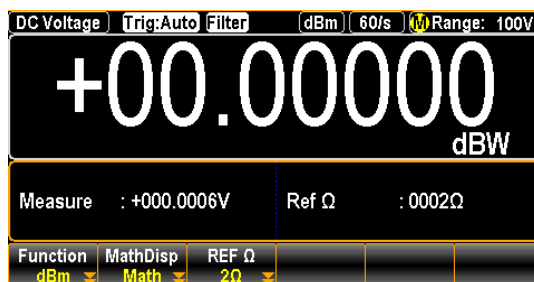 DC Voltage Trig:Auto Filter dBm 60/s M Range: 100V
+00.00000
dBW
Measure : +000.0006V Ref Ω : 0002Ω
Function MathDisp REF Ω
dBm Math 2Ω